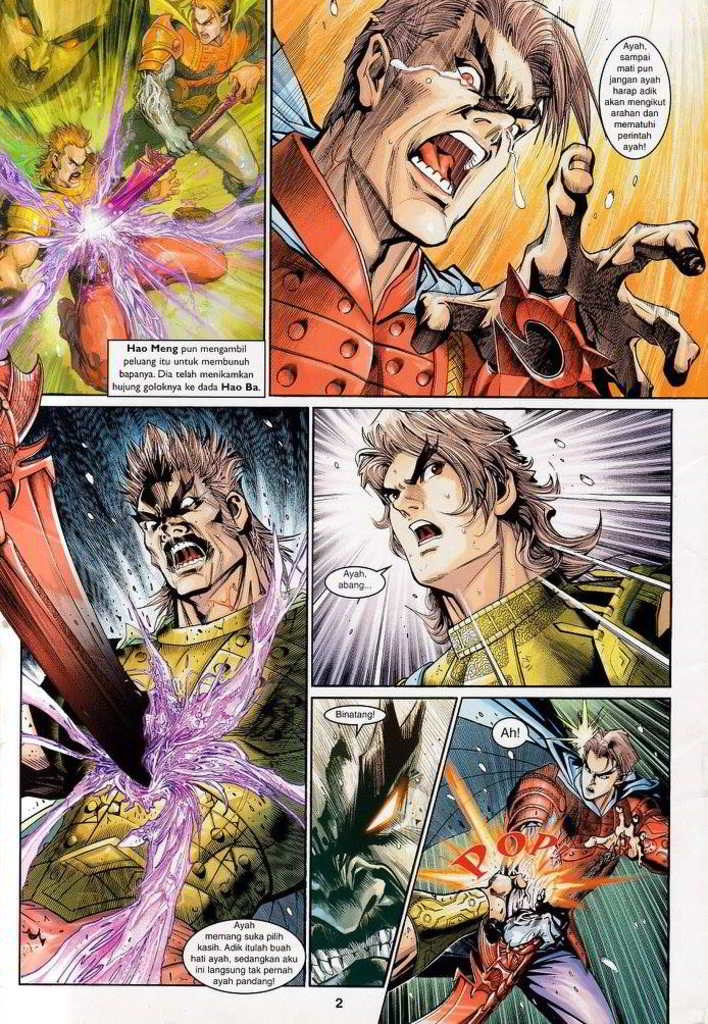 Hao Meng pun mengambil
peluang itu untuk membunuh
bapanya. Dia menikamkan
hujung goloknya ke dada Hao Ba.
Ayah,
sampai
mati pun
jangan ayah
harap adik
akan mengikut
arahan dan
mematuhi
perintah
ayah!
Ayah,
abang...
Ayah
memang suka pilih
kasih. Adik itulah buah
hati ayah, sedangkan aku
ini langsung tak pernah
ayah pandang!
Binatang!
Ah!
POP
2